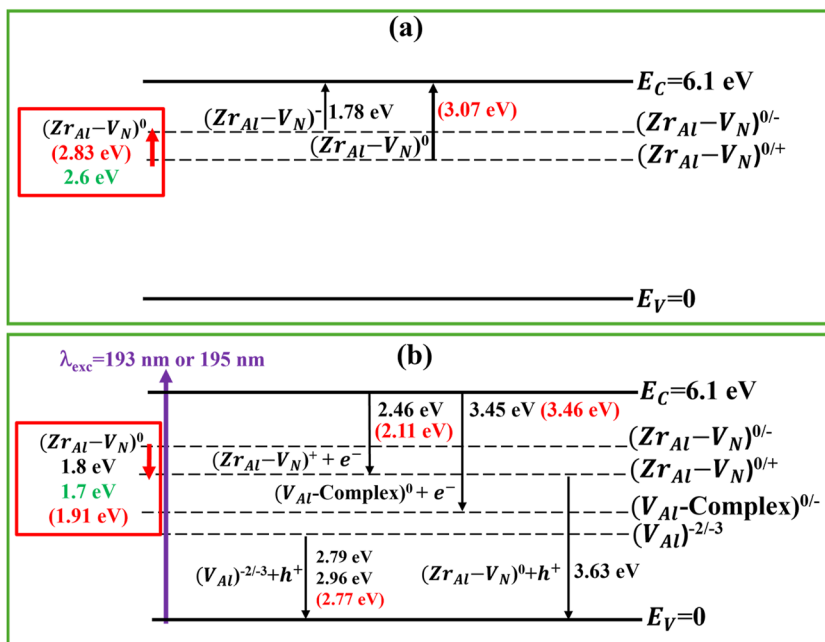 (a)
E_C=6.1 eV
(Zr_Al−V_N)^0
(2.83 eV)
2.6 eV
(Zr_Al−V_N)^-
1.78 eV
(3.07 eV)
(Zr_Al−V_N)^0/-
(Zr_Al−V_N)^0
(Zr_Al−V_N)^0/+
E_V=0
(b)
λ_exc=193 nm or 195 nm
E_C=6.1 eV
2.46 eV
(2.11 eV)
3.45 eV (3.46 eV)
(Zr_Al−V_N)^0
1.8 eV
1.7 eV
(1.91 eV)
(Zr_Al−V_N)^0/-
(Zr_Al−V_N)^+ + e^-
(Zr_Al−V_N)^0/+
(V_Al-Complex)^0 + e^-
(V_Al-Complex)^0/-
(V_Al)^-2/-3
(V_Al)^-2/-3+h^+
2.79 eV
2.96 eV
(2.77 eV)
(Zr_Al−V_N)^0+h^+
3.63 eV
E_V=0